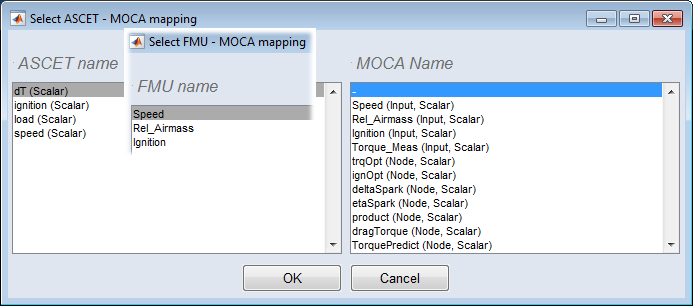 Select ASCET - MOCA mapping
Select FMU - MOCA mapping
ASCET name
FMU name
MOCA Name
dT (Scalar)
ignition (Scalar)
load (Scalar)
speed (Scalar)
Speed
Rel_Airmass
Ignition
-
Speed (Input, Scalar)
Rel_Airmass (Input, Scalar)
Ignition (Input, Scalar)
Torque_Meas (Input, Scalar)
trqOpt (Node, Scalar)
ignOpt (Node, Scalar)
deltaSpark (Node, Scalar)
etaSpark (Node, Scalar)
product (Node, Scalar)
dragTorque (Node, Scalar)
TorquePredict (Node, Scalar)
OK
Cancel